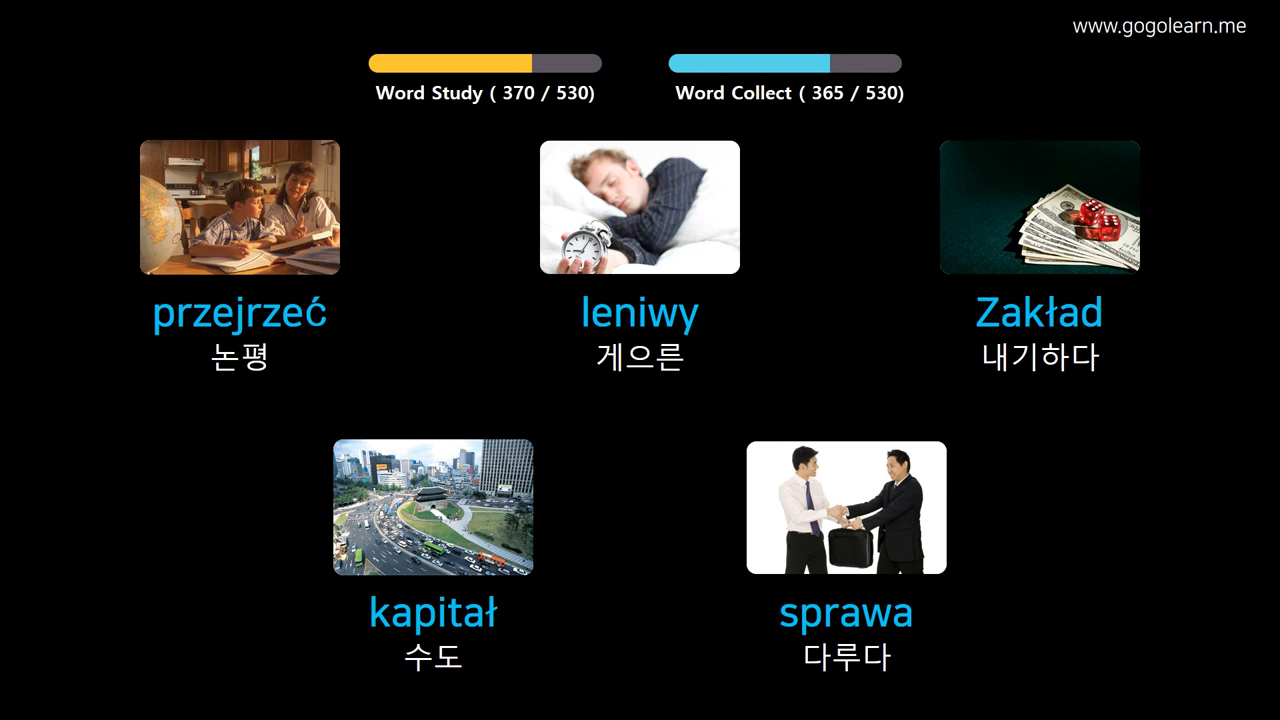 www.gogolearn.me
Word Study ( 370 / 530)
Word Collect ( 365 / 530)
przejrzeć
논평
leniwy
게으른
Zakład
내기하다
kapitał
수도
sprawa
다루다